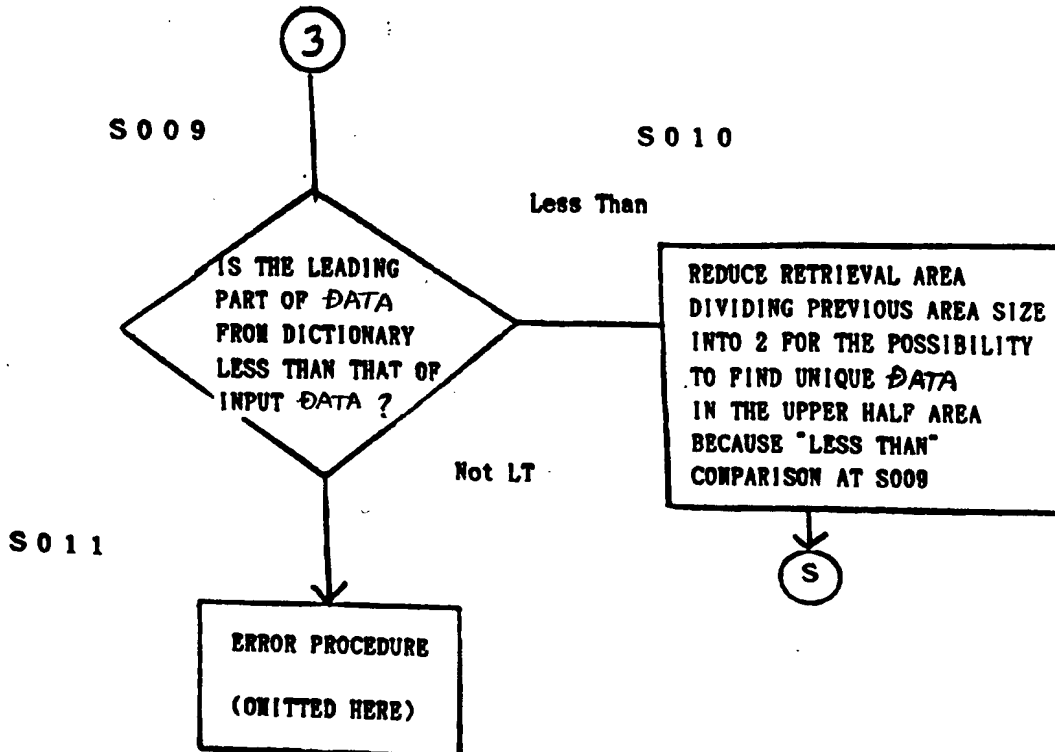 3
S009
S010
Less Than
IS THE LEADING
PART OF DATA
FROM DICTIONARY
LESS THAN THAT OF
INPUT DATA ?
REDUCE RETRIEVAL AREA
DIVIDING PREVIOUS AREA SIZE
INTO 2 FOR THE POSSIBILITY
TO FIND UNIQUE DATA
IN THE UPPER HALF AREA
BECAUSE "LESS THAN"
COMPARISON AT S009
Not LT
S
S011
ERROR PROCEDURE
(OMITTED HERE)